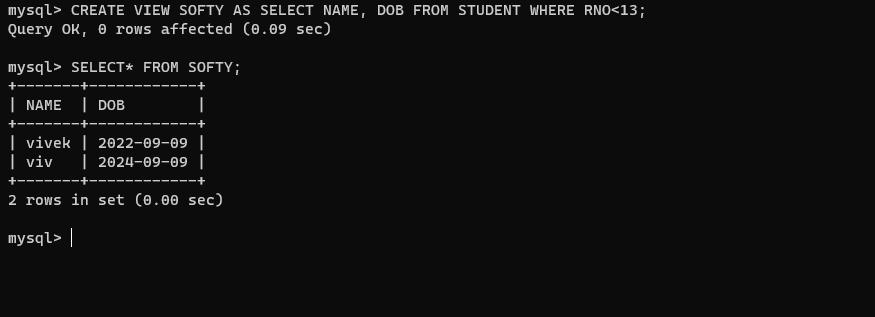 mysql> CREATE VIEW SOFTY AS SELECT NAME, DOB FROM STUDENT WHERE RNO<13;
Query OK, 0 rows affected (0.09 sec)

mysql> SELECT* FROM SOFTY;
+-------+------------+
| NAME  | DOB        |
+-------+------------+
| vivek | 2022-09-09 |
| viv   | 2024-09-09 |
+-------+------------+
2 rows in set (0.00 sec)

mysql>